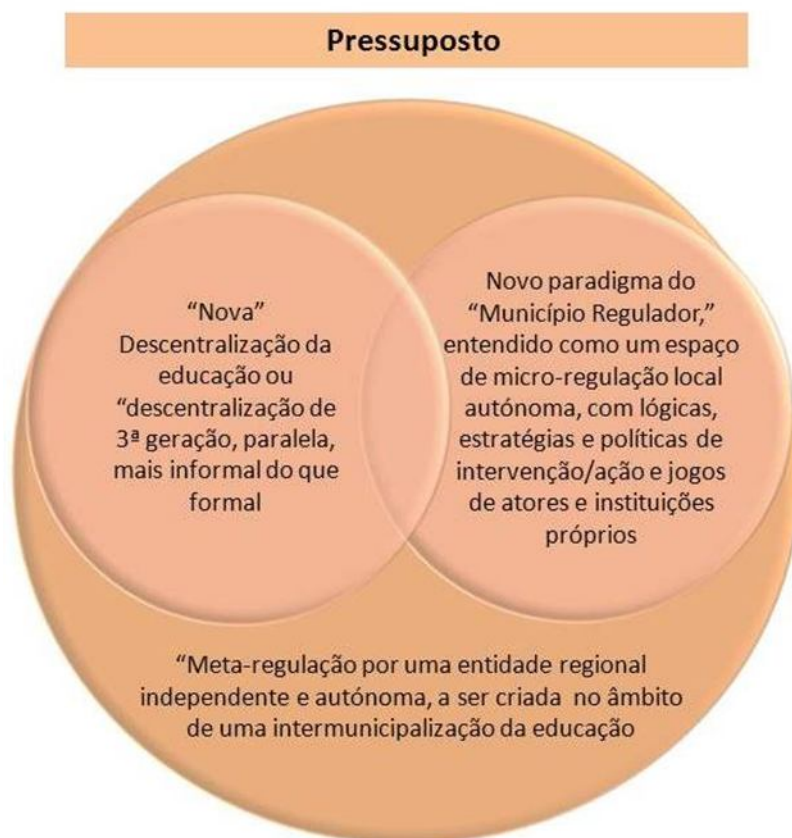 Pressuposto
“Nova”
Descentralização da
educação ou
“descentralização de
3ª geração, paralela,
mais informal do que
formal
Novo paradigma do
“Município Regulador,”
entendido como um espaço
de micro-regulação local
autónoma, com lógicas,
estratégias e políticas de
intervenção/ação e jogos
de atores e instituições
próprios
“Meta-regulação por uma entidade regional
independente e autónoma, a ser criada no âmbito
de uma intermunicipalização da educação